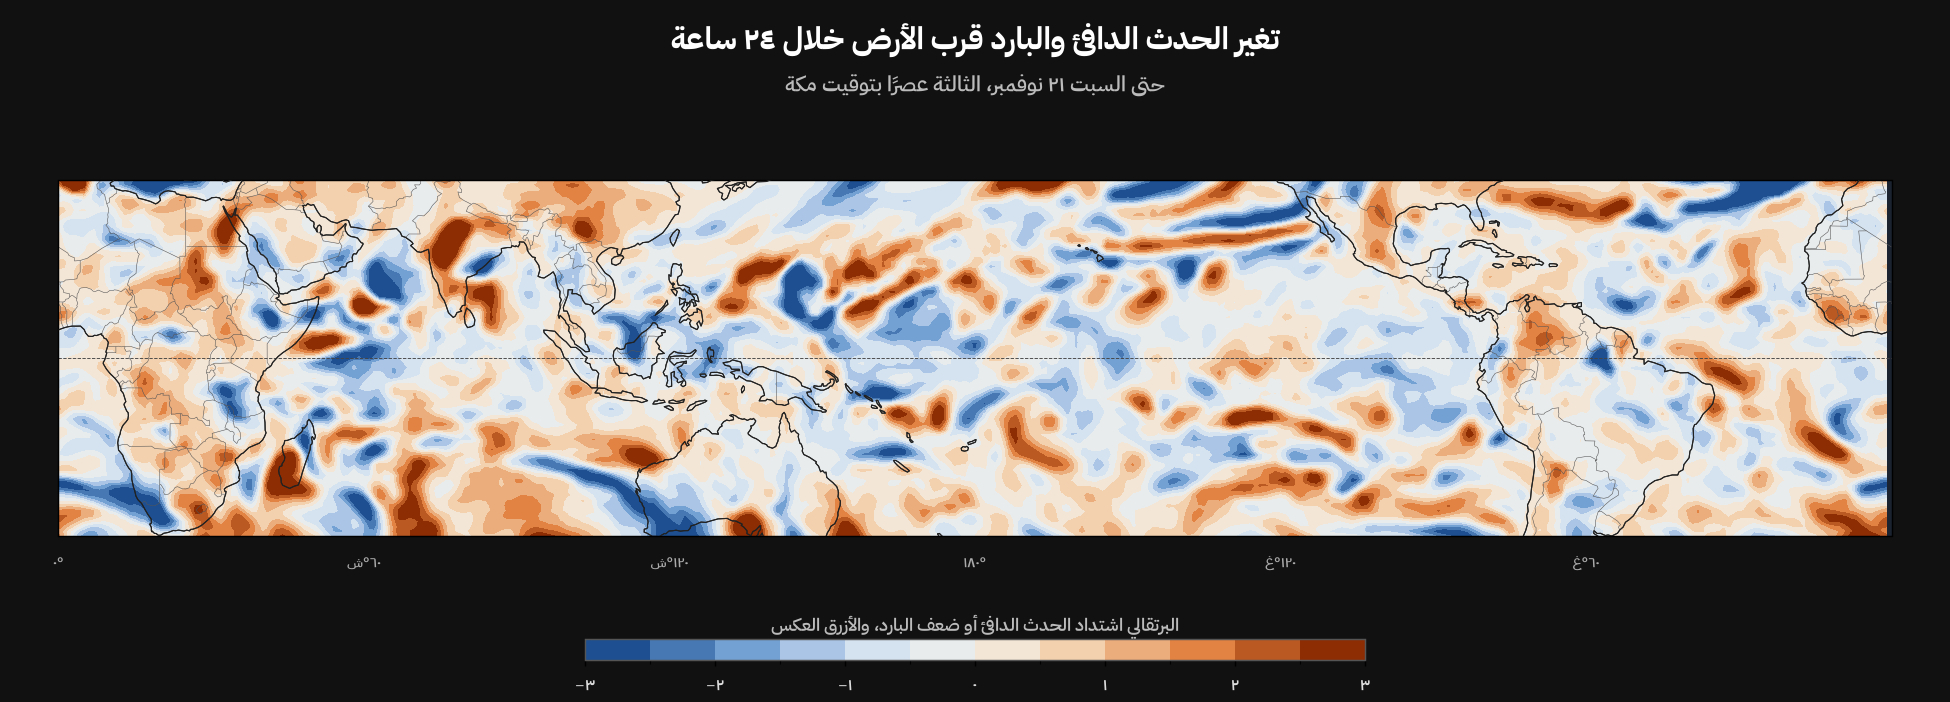 تغير الحدث الدافئ والبارد قرب الأرض خلال ٢٤ ساعة
حتى السبت ٢١ نوفمبر، الثالثة عصرًا بتوقيت مكة
٠°
٦٠°ش
١٢٠°ش
١٨٠°
١٢٠°غ
٦٠°غ
البرتقالي اشتداد الحدث الدافئ أو ضعف البارد، والأزرق العكس
−٣
−٢
−١
٠
١
٢
٣